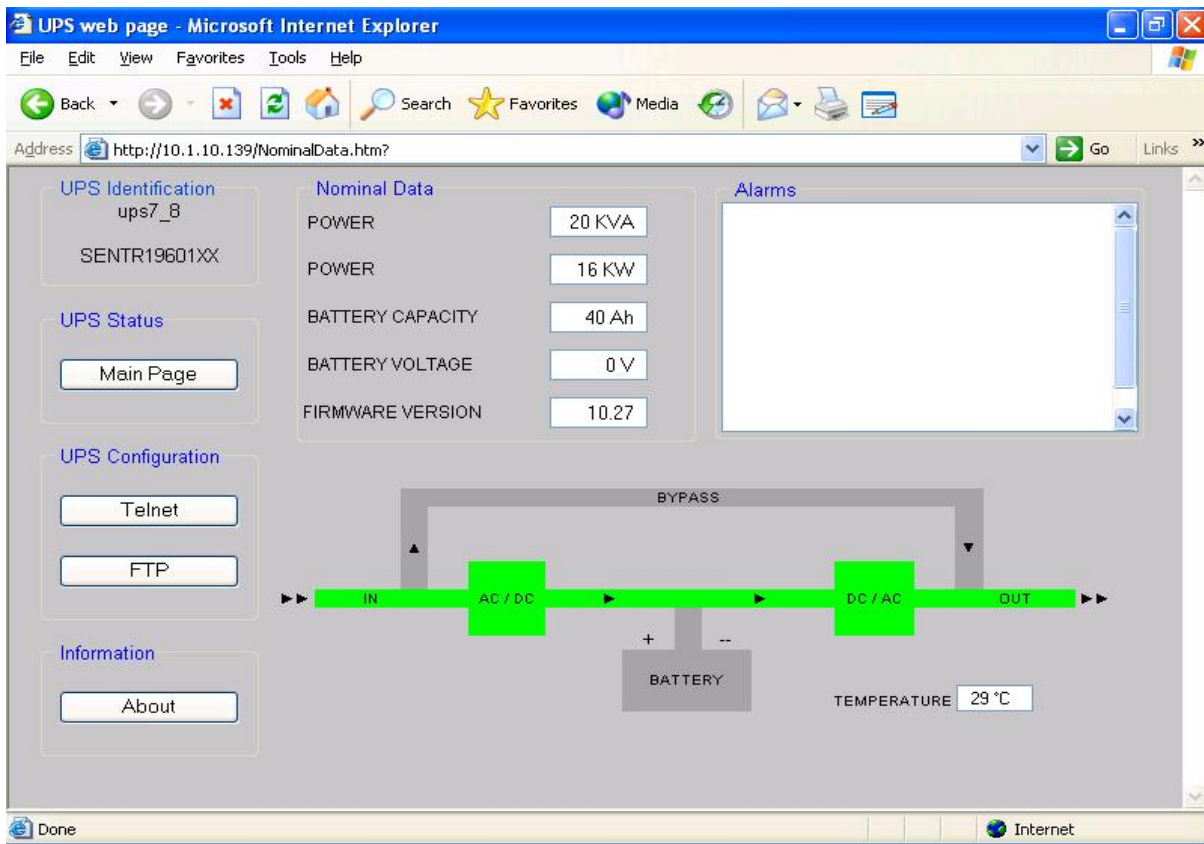 UPS web page - Microsoft Internet Explorer
File Edit View Favorites Tools Help
Back Search Favorites Media
Address http://10.1.10.139/NominalData.htm? Go Links »
UPS Identification
ups7_8
SENTR19601XX
UPS Status
Main Page
UPS Configuration
Telnet
FTP
Information
About
Nominal Data
POWER 20 KVA
POWER 16 KW
BATTERY CAPACITY 40 Ah
BATTERY VOLTAGE 0 V
FIRMWARE VERSION 10.27
Alarms
BYPASS
IN AC / DC DC / AC OUT
+ --
BATTERY
TEMPERATURE 29 °C
Done Internet